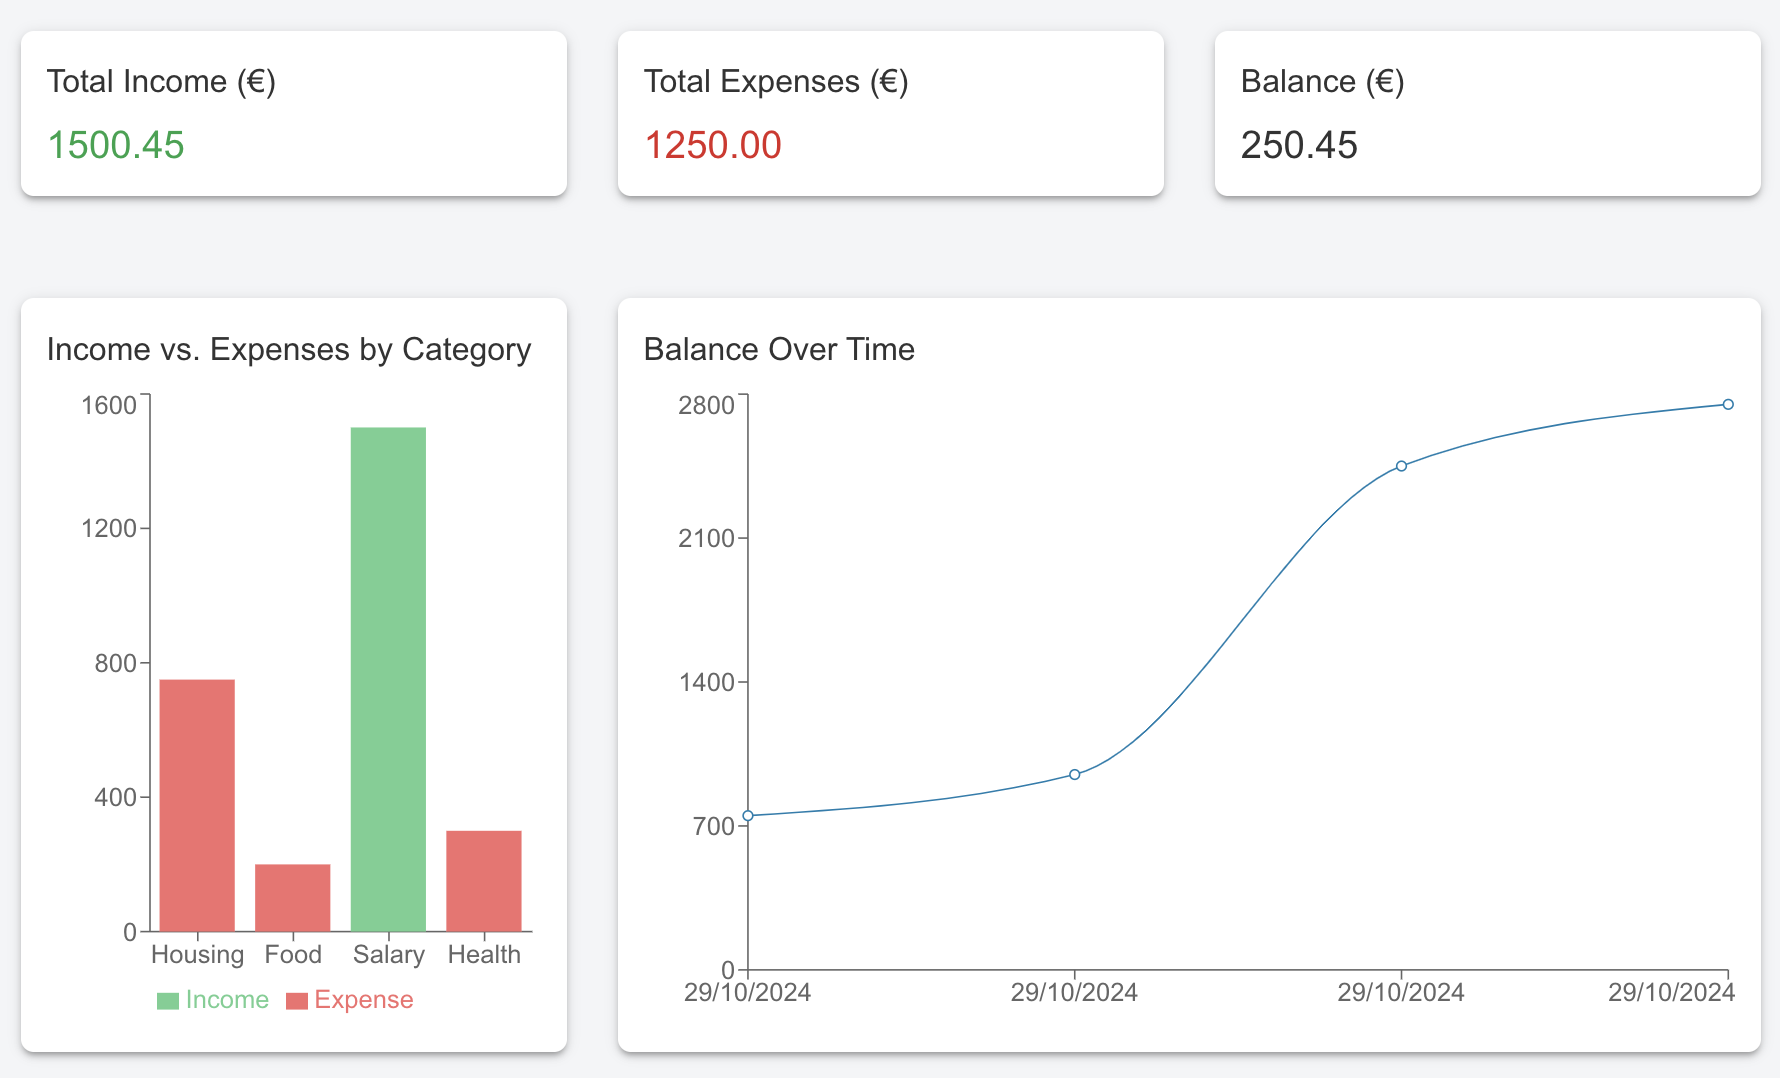 Total Income (€)
1500.45
Total Expenses (€)
1250.00
Balance (€)
250.45
Income vs. Expenses by Category
1600
1200
800
400
0
Housing Food Salary Health
Income Expense
Balance Over Time
2800
2100
1400
700
0
29/10/2024 29/10/2024 29/10/2024 29/10/2024